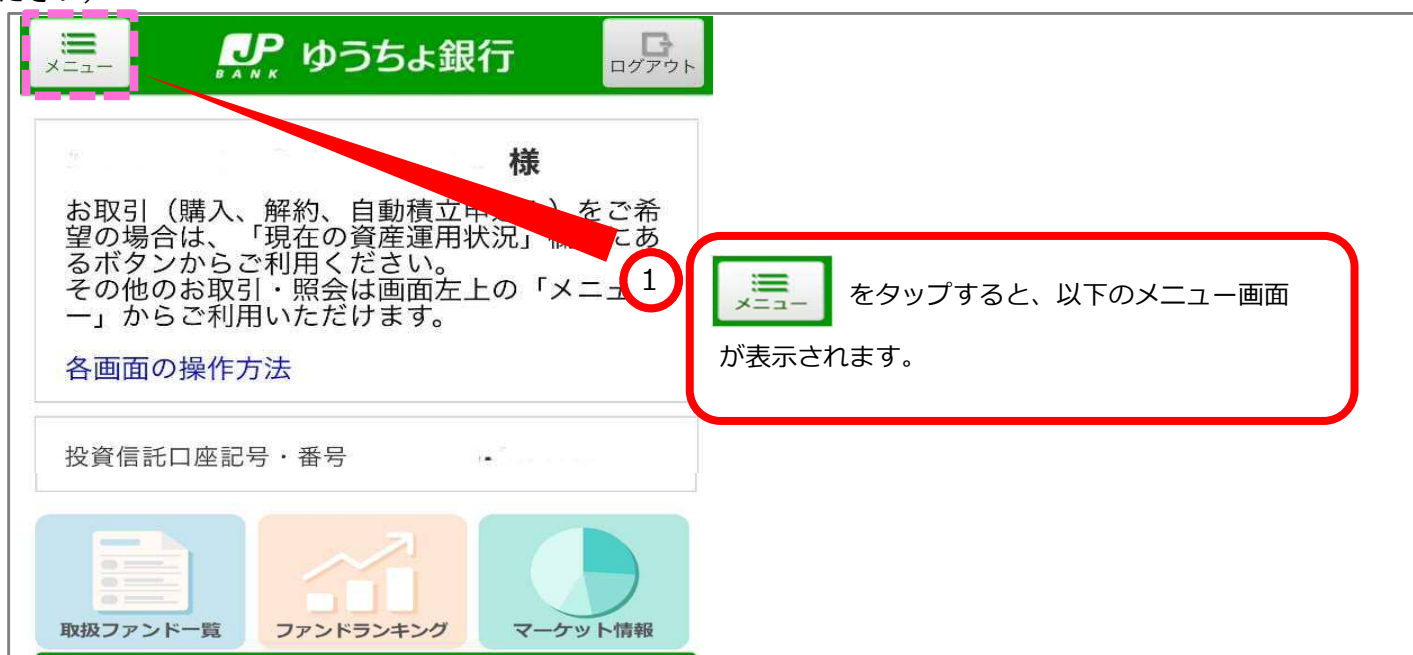 ださい)
メニュー
JP BANK ゆうちょ銀行
ログアウト
様
お取引（購入、解約、自動積立申
）をご希
望の場合は、「現在の資産運用状況」欄
にあ
るボタンからご利用ください。
その他のお取引・照会は画面左上の「メニュ
ー」からご利用いただけます。
各画面の操作方法
1
メニュー をタップすると、以下のメニュー画面
が表示されます。
投資信託口座記号・番号
取扱ファンド一覧
ファンドランキング
マーケット情報